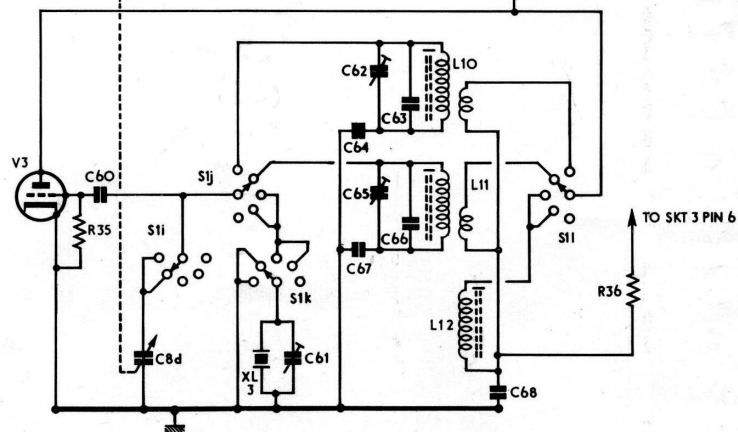 L10
C62
C63
V3
C60
S1j
C64
L11
S1i
C65
R35
C66
S1l
TO SKT 3 PIN 6
C67
S1k
R36
L12
C8d
XL
3
C61
C68